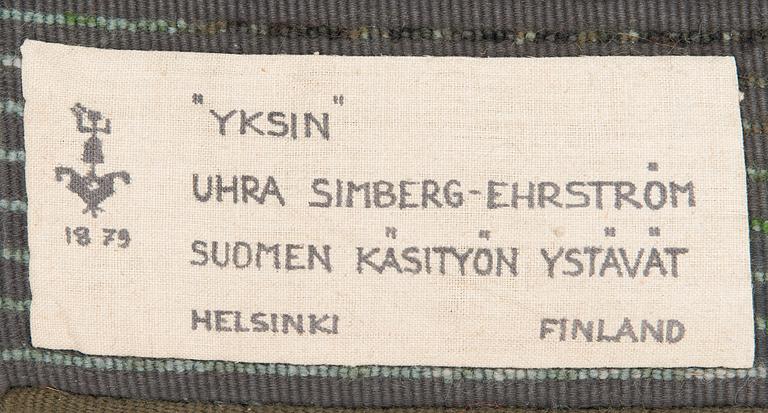 "YKSIN"
UHRA SIMBERG-EHRSTRÖM
SUOMEN KÄSITYÖN YSTÄVÄT
HELSINKI FINLAND
1879